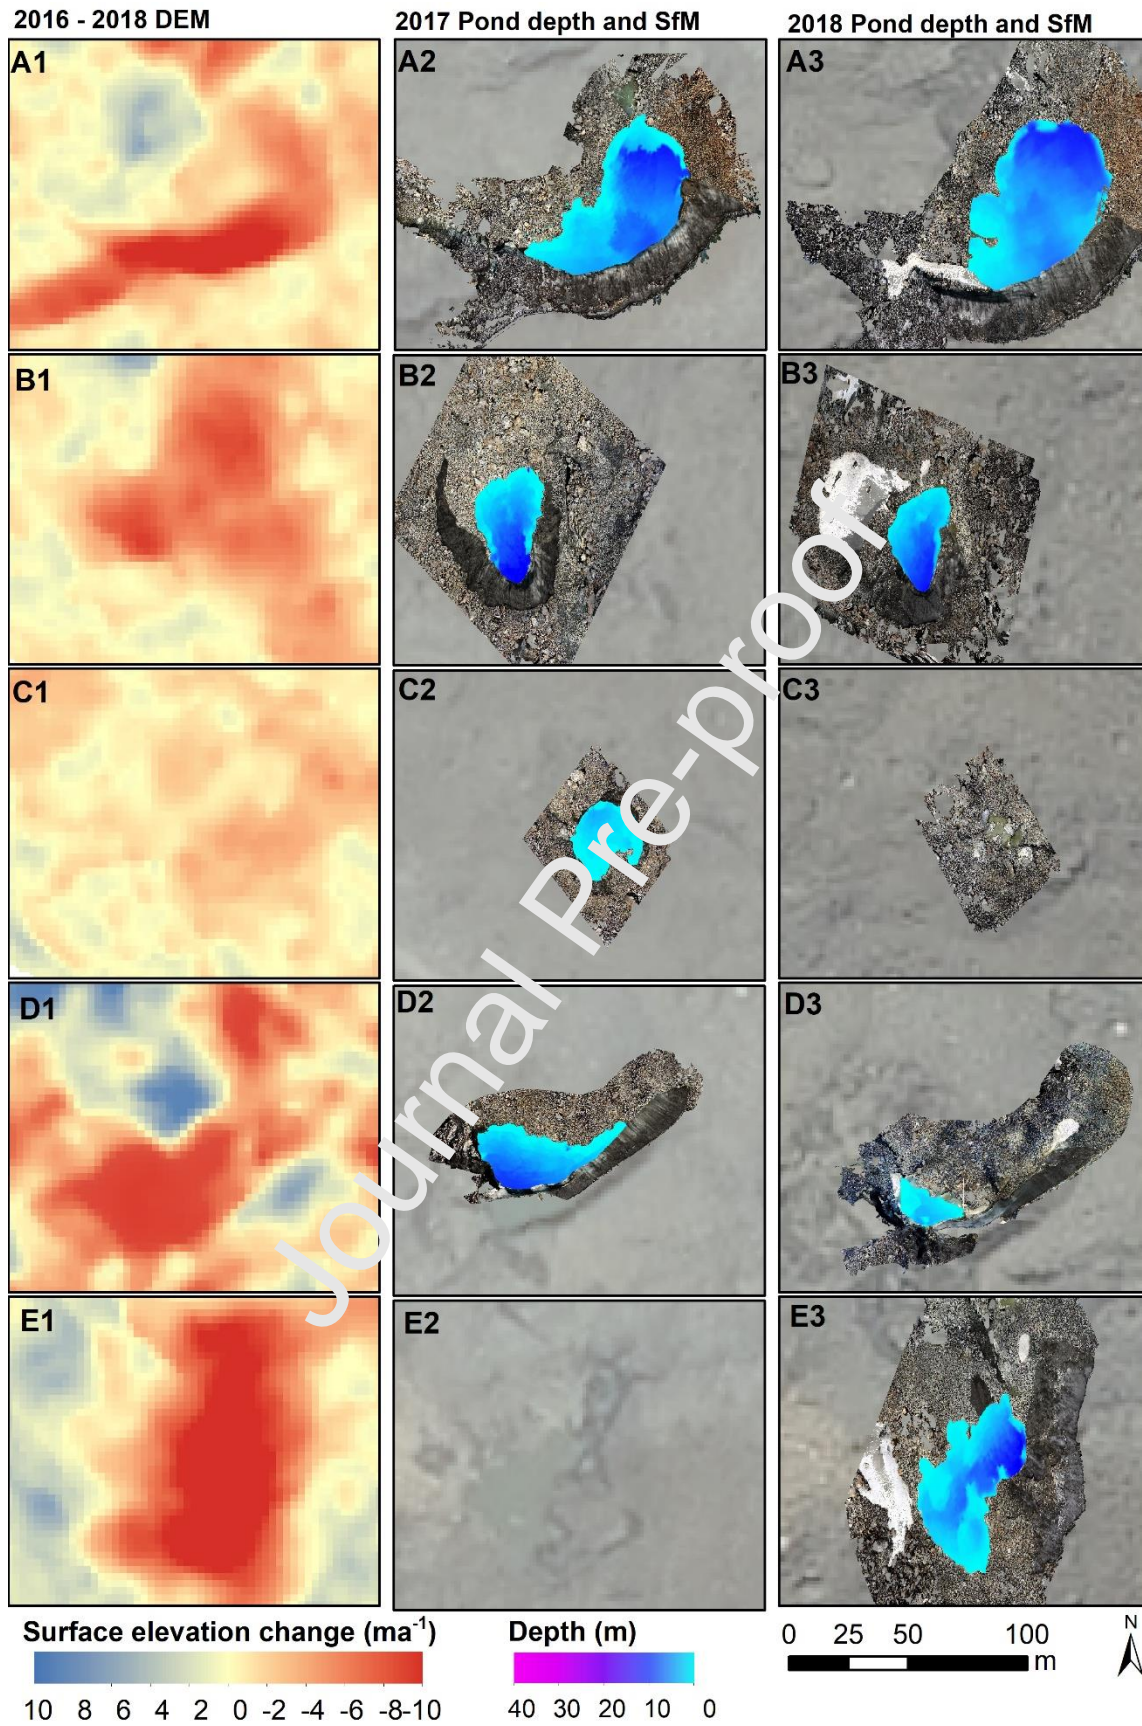 2016 - 2018 DEM
2017 Pond depth and SfM
2018 Pond depth and SfM
A1
A2
A3
B1
B2
B3
C1
C2
C3
D1
D2
D3
E1
E2
E3
Journal Pre-proof
Surface elevation change (ma⁻¹)
10 8 6 4 2 0 -2 -4 -6 -8 -10
Depth (m)
40 30 20 10 0
0 25 50 100
m
N